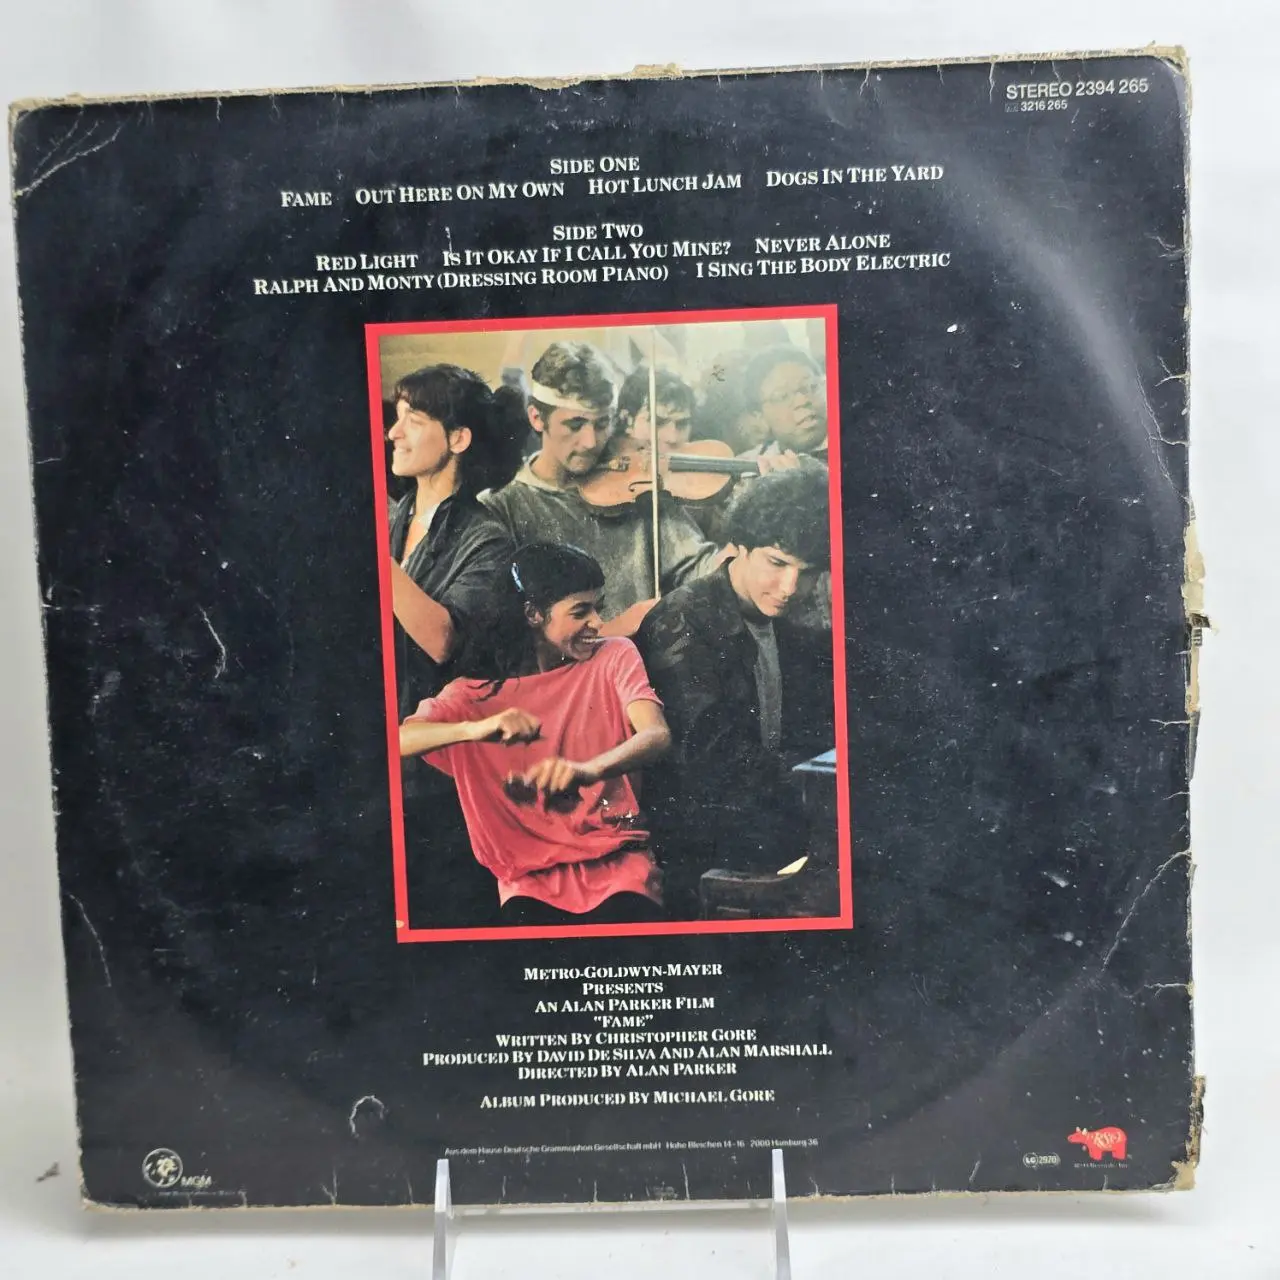 STEREO 2394 265
3216 265
SIDE ONE
FAME OUT HERE ON MY OWN HOT LUNCH JAM DOGS IN THE YARD
SIDE TWO
RED LIGHT IS IT OKAY IF I CALL YOU MINE? NEVER ALONE
RALPH AND MONTY (DRESSING ROOM PIANO) I SING THE BODY ELECTRIC
METRO-GOLDWYN-MAYER
PRESENTS
AN ALAN PARKER FILM
"FAME"
WRITTEN BY CHRISTOPHER GORE
PRODUCED BY DAVID DE SILVA AND ALAN MARSHALL
DIRECTED BY ALAN PARKER
ALBUM PRODUCED BY MICHAEL GORE
Aus dem Hause Deutsche Grammophon Gesellschaft mbH Hohe Bleichen 14-16 2000 Hamburg 36
MGM
LC 2970
RSO